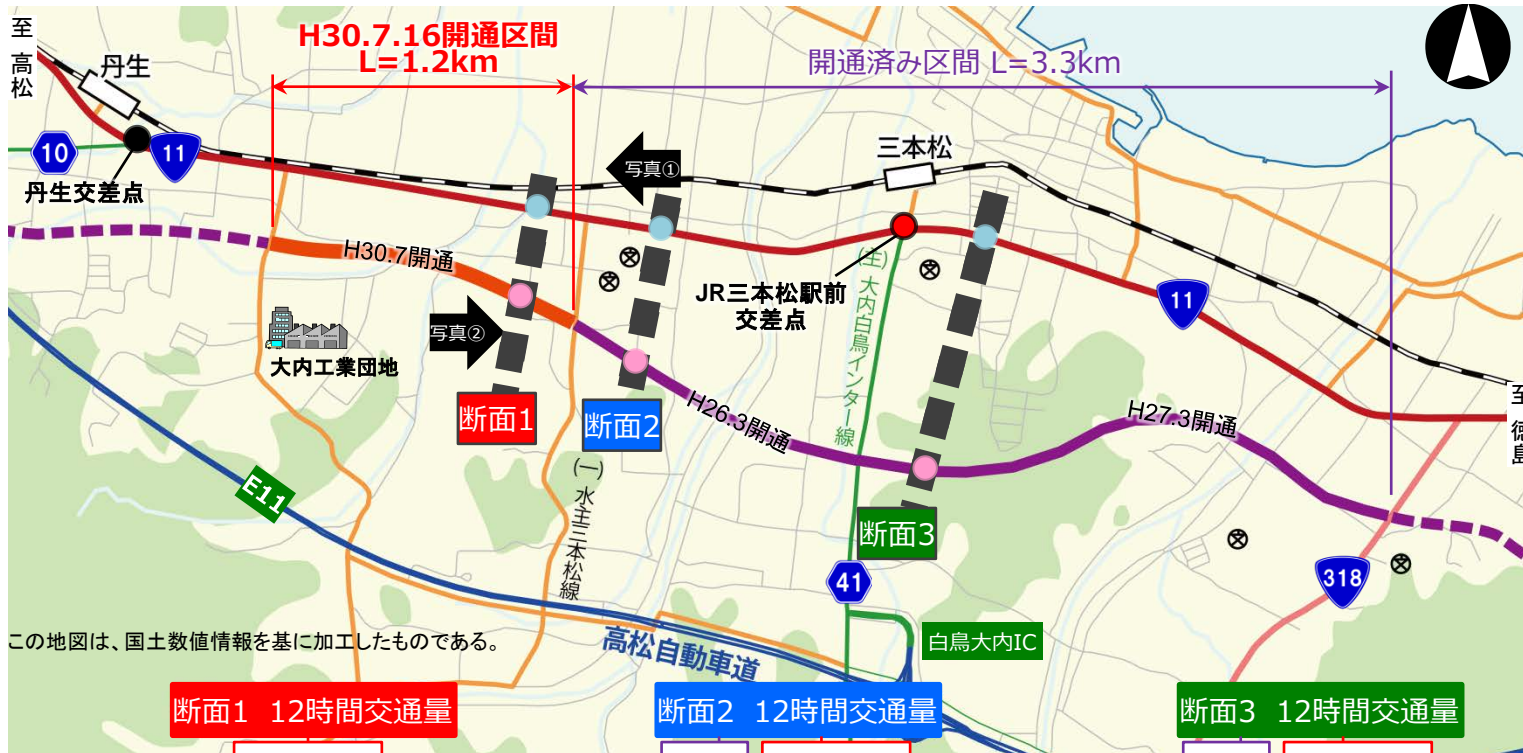 至 高松
丹生
H30.7.16開通区間
L=1.2km
開通済み区間 L=3.3km
10
11
丹生交差点
写真①
三本松
H30.7開通
JR三本松駅前
交差点
(主)大内白鳥インター線
11
写真②
大内工業団地
断面1
断面2
H26.3開通
H27.3開通
至 徳島
E11
(一)水主三本松線
断面3
41
318
この地図は、国土数値情報を基に加工したものである。
高松自動車道
白鳥大内IC
断面1 12時間交通量
断面2 12時間交通量
断面3 12時間交通量